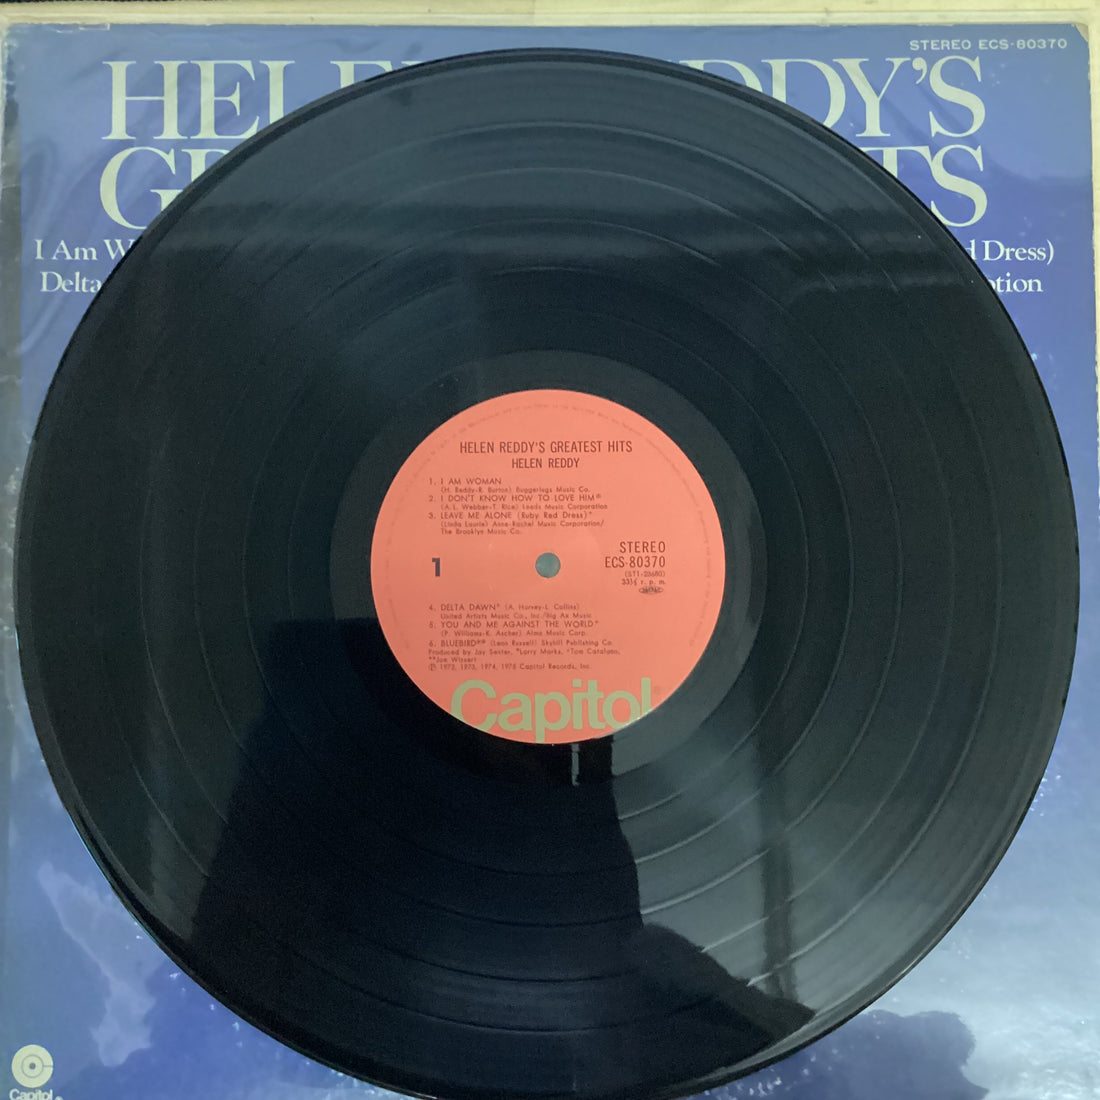 STEREO ECS-80370
HEL DDY'S
G TS
I Am W d Dress)
Delta otion
HELEN REDDY'S GREATEST HITS
HELEN REDDY
1. I AM WOMAN
(H. Reddy-R. Burton) Buggerlugs Music Co.
2. I DON'T KNOW HOW TO LOVE HIM*
(A. L. Webber-T. Rice) Leeds Music Corporation
3. LEAVE ME ALONE (Ruby Red Dress)+
(Linda Laurie) Anne-Rachel Music Corporation/
The Brooklyn Music Co.
1
STEREO
ECS-80370
(ST1-23680)
33⅓ r. p. m.
4. DELTA DAWN+ (A. Harvey-L. Collins)
United Artists Music Co., Inc./Big Ax Music
5. YOU AND ME AGAINST THE WORLD+
(P. Williams-K. Ascher) Almo Music Corp.
6. BLUEBIRD** (Leon Russell) Skyhill Publishing Co.
Produced by Jay Senter, *Larry Marks, +Tom Catalano,
**Joe Wissert
Ⓟ 1972, 1973, 1974, 1975 Capitol Records, Inc.
Capitol
Capitol